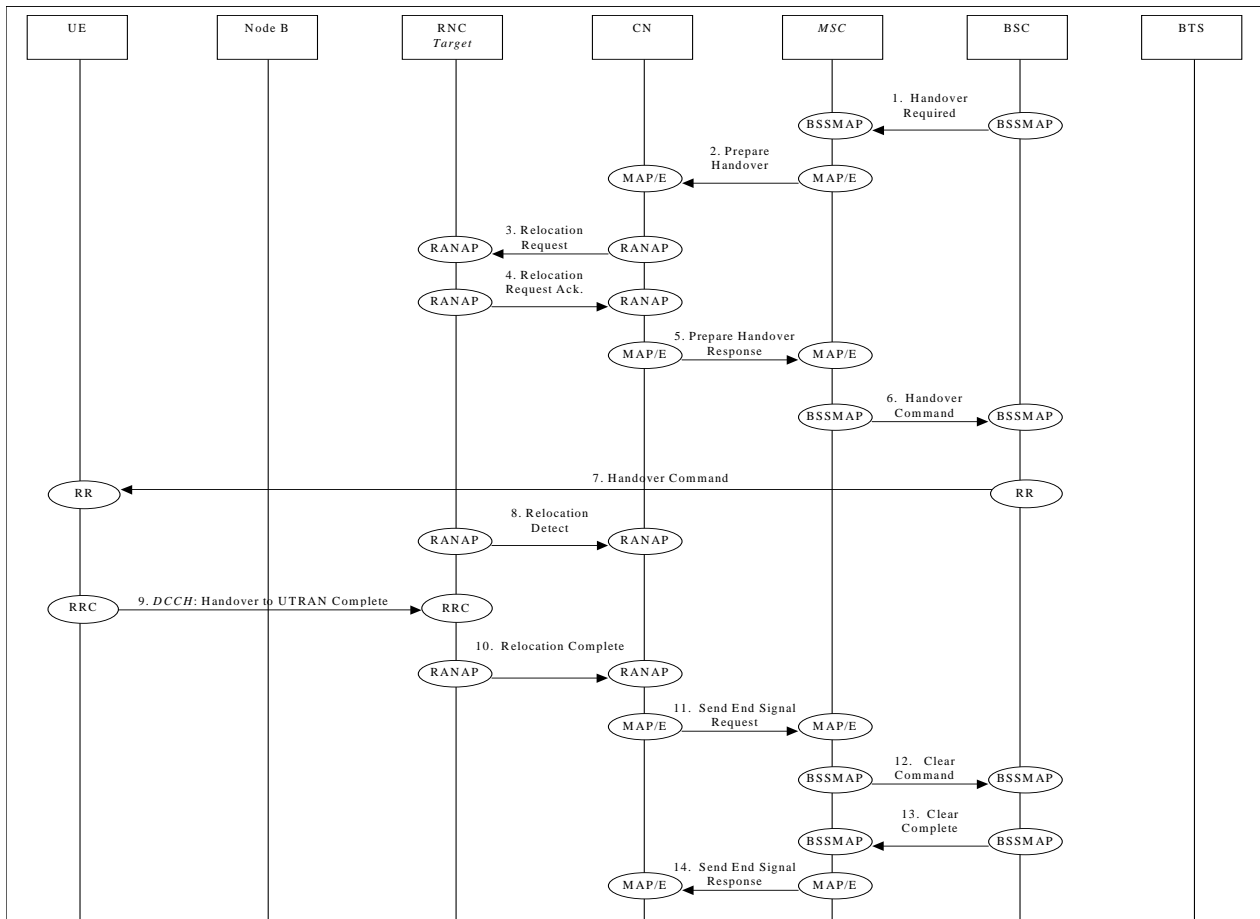 UE
Node B
RNC
Target
CN
MSC
BSC
BTS
1. Handover
Required
BSSMAP
BSSMAP
2. Prepare
Handover
MAP/E
MAP/E
3. Relocation
Request
RANAP
RANAP
4. Relocation
Request Ack.
RANAP
RANAP
5. Prepare Handover
Response
MAP/E
MAP/E
6. Handover
Command
BSSMAP
BSSMAP
7. Handover Command
RR
RR
8. Relocation
Detect
RANAP
RANAP
9. DCCH: Handover to UTRAN Complete
RRC
RRC
10. Relocation Complete
RANAP
RANAP
11. Send End Signal
Request
MAP/E
MAP/E
12. Clear
Command
BSSMAP
BSSMAP
13. Clear
Complete
BSSMAP
BSSMAP
14. Send End Signal
Response
MAP/E
MAP/E